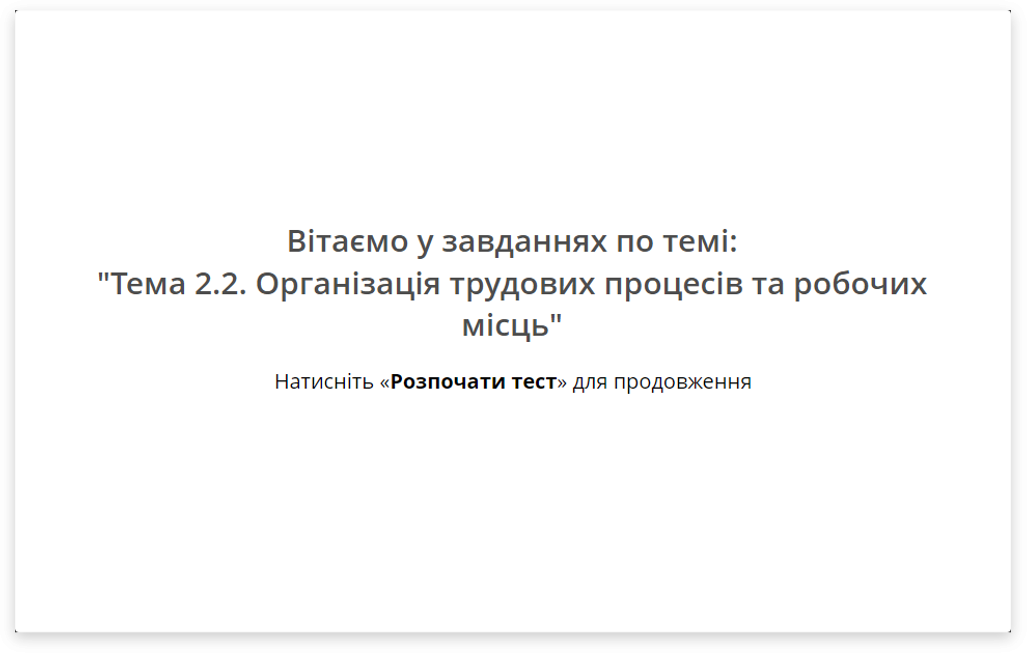 Вітаємо у завданнях по темі:
"Тема 2.2. Організація трудових процесів та робочих
місць"
Натисніть «Розпочати тест» для продовження